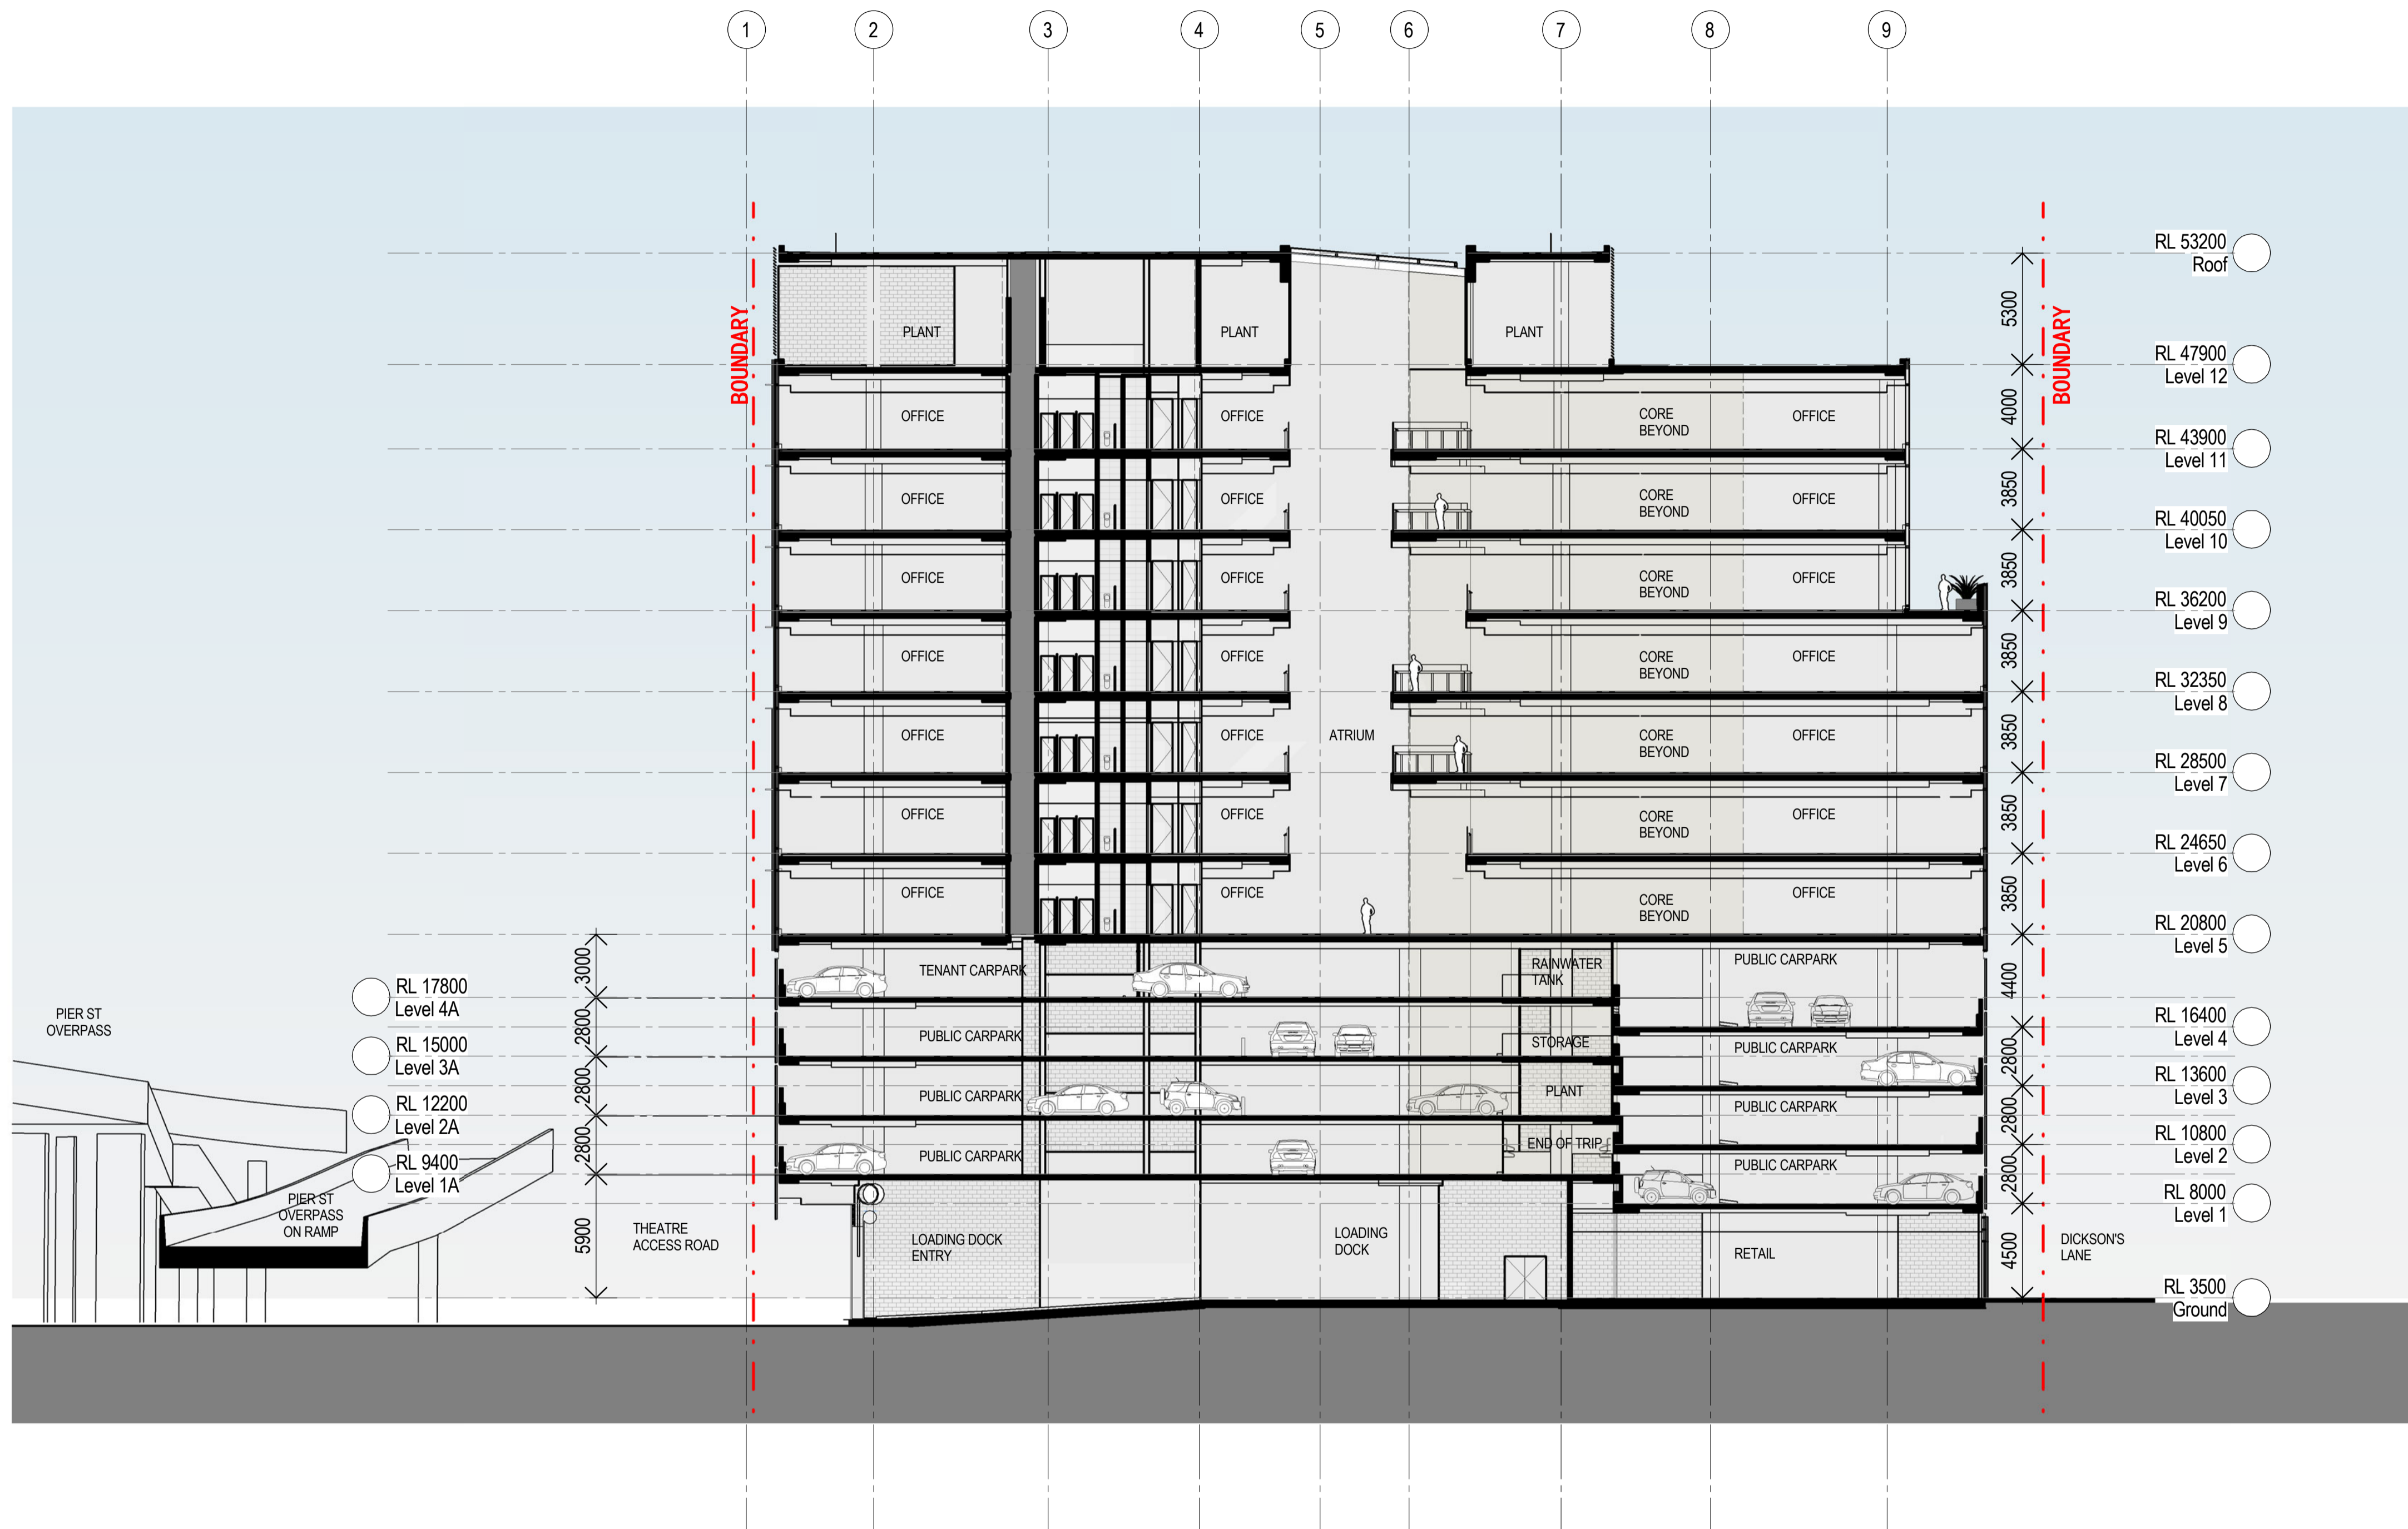 1
2
3
4
5
6
7
8
9
RL 53200
Roof
BOUNDARY
BOUNDARY
5300
PLANT
PLANT
PLANT
RL 47900
Level 12
4000
OFFICE
OFFICE
CORE
BEYOND
OFFICE
RL 43900
Level 11
3850
OFFICE
OFFICE
CORE
BEYOND
OFFICE
RL 40050
Level 10
3850
OFFICE
OFFICE
CORE
BEYOND
OFFICE
RL 36200
Level 9
3850
OFFICE
OFFICE
CORE
BEYOND
OFFICE
RL 32350
Level 8
3850
OFFICE
OFFICE
ATRIUM
CORE
BEYOND
OFFICE
RL 28500
Level 7
3850
OFFICE
OFFICE
CORE
BEYOND
OFFICE
RL 24650
Level 6
3850
OFFICE
OFFICE
CORE
BEYOND
OFFICE
RL 20800
Level 5
3000
TENANT CARPARK
RAINWATER
TANK
PUBLIC CARPARK
4400
RL 17800
Level 4A
PIER ST
OVERPASS
2800
PUBLIC CARPARK
STORAGE
RL 16400
Level 4
PUBLIC CARPARK
2800
RL 15000
Level 3A
2800
PUBLIC CARPARK
PLANT
RL 13600
Level 3
PUBLIC CARPARK
2800
RL 12200
Level 2A
2800
PUBLIC CARPARK
END OF TRIP
RL 10800
Level 2
PUBLIC CARPARK
2800
RL 9400
Level 1A
RL 8000
Level 1
PIER ST
OVERPASS
ON RAMP
5900
THEATRE
ACCESS ROAD
LOADING DOCK
ENTRY
LOADING
DOCK
RETAIL
4500
DICKSON'S
LANE
RL 3500
Ground